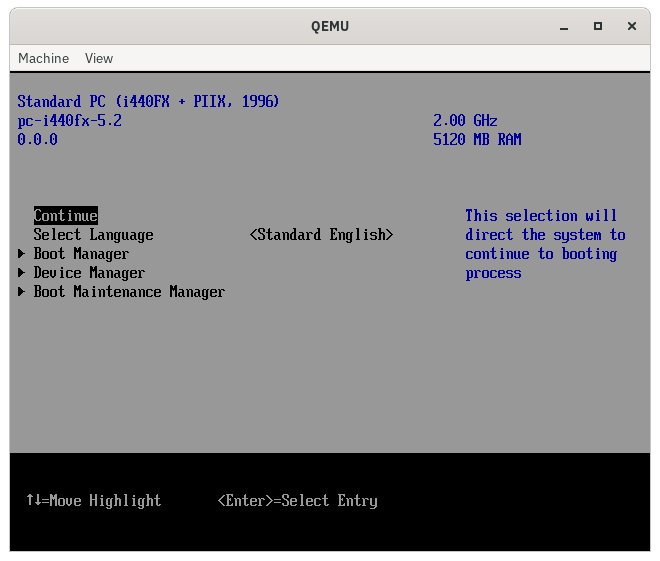 QEMU
Machine View
Standard PC (i440FX + PIIX, 1996)
pc-i440fx-5.2 2.00 GHz
0.0.0 5120 MB RAM
Continue This selection will
Select Language <Standard English> direct the system to
Boot Manager continue to booting
Device Manager process
Boot Maintenance Manager
↑↓=Move Highlight <Enter>=Select Entry